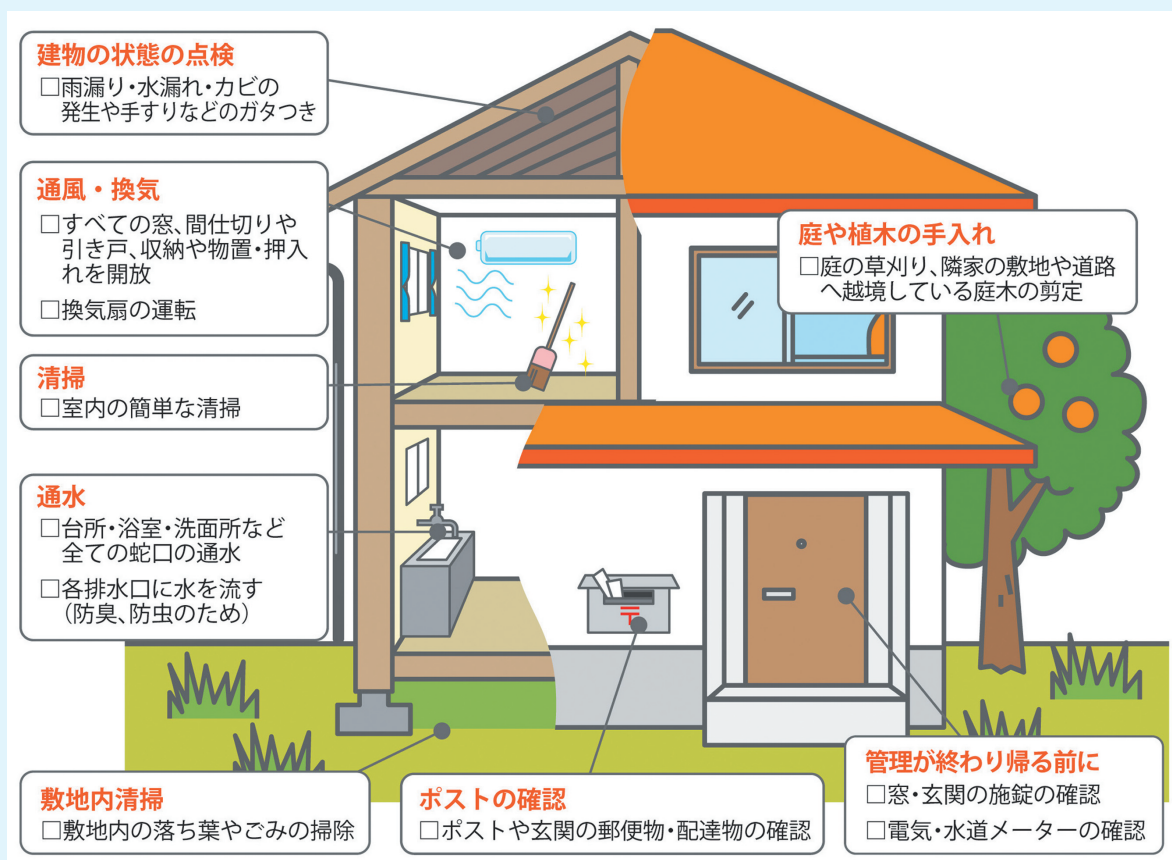 建物の状態の点検
□雨漏り・水漏れ・カビの
発生や手すりなどのガタつき
通風・換気
□すべての窓、間仕切りや
引き戸、収納や物置・押入
れを開放
□換気扇の運転
清掃
□室内の簡単な清掃
通水
□台所・浴室・洗面所など
全ての蛇口の通水
□各排水口に水を流す
(防臭、防虫のため)
庭や植木の手入れ
□庭の草刈り、隣家の敷地や道路
へ越境している庭木の剪定
〒
敷地内清掃
□敷地内の落ち葉やごみの掃除
ポストの確認
□ポストや玄関の郵便物・配達物の確認
管理が終わり帰る前に
□窓・玄関の施錠の確認
□電気・水道メーターの確認